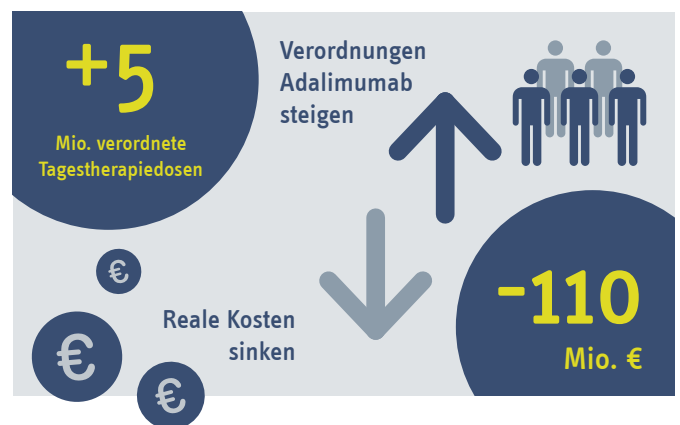 +5
Mio. verordnete
Tagestherapiedosen
Verordnungen
Adalimumab
steigen
€
€
€
Reale Kosten
sinken
-110
Mio. €